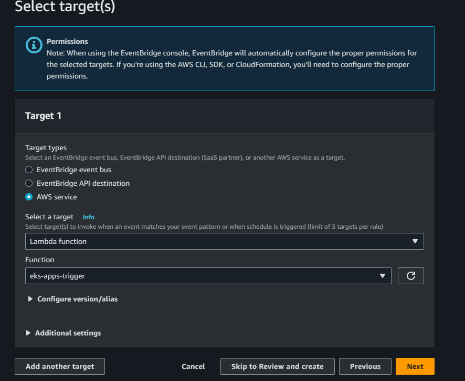 Select target(s)
Permissions
Note: When using the EventBridge console, EventBridge will automatically configure the proper permissions for
the selected targets. If you're using the AWS CLI, SDK, or CloudFormation, you'll need to configure the proper
permissions.
Target 1
Target types
Select an EventBridge event bus, EventBridge API destination (SaaS partner), or another AWS service as a target.
EventBridge event bus
EventBridge API destination
AWS service
Select a target Info
Select target(s) to invoke when an event matches your event pattern or when schedule is triggered (limit of 5 targets per rule)
Lambda function
Function
eks-apps-trigger
Configure version/alias
Additional settings
Add another target Cancel Skip to Review and create Previous Next